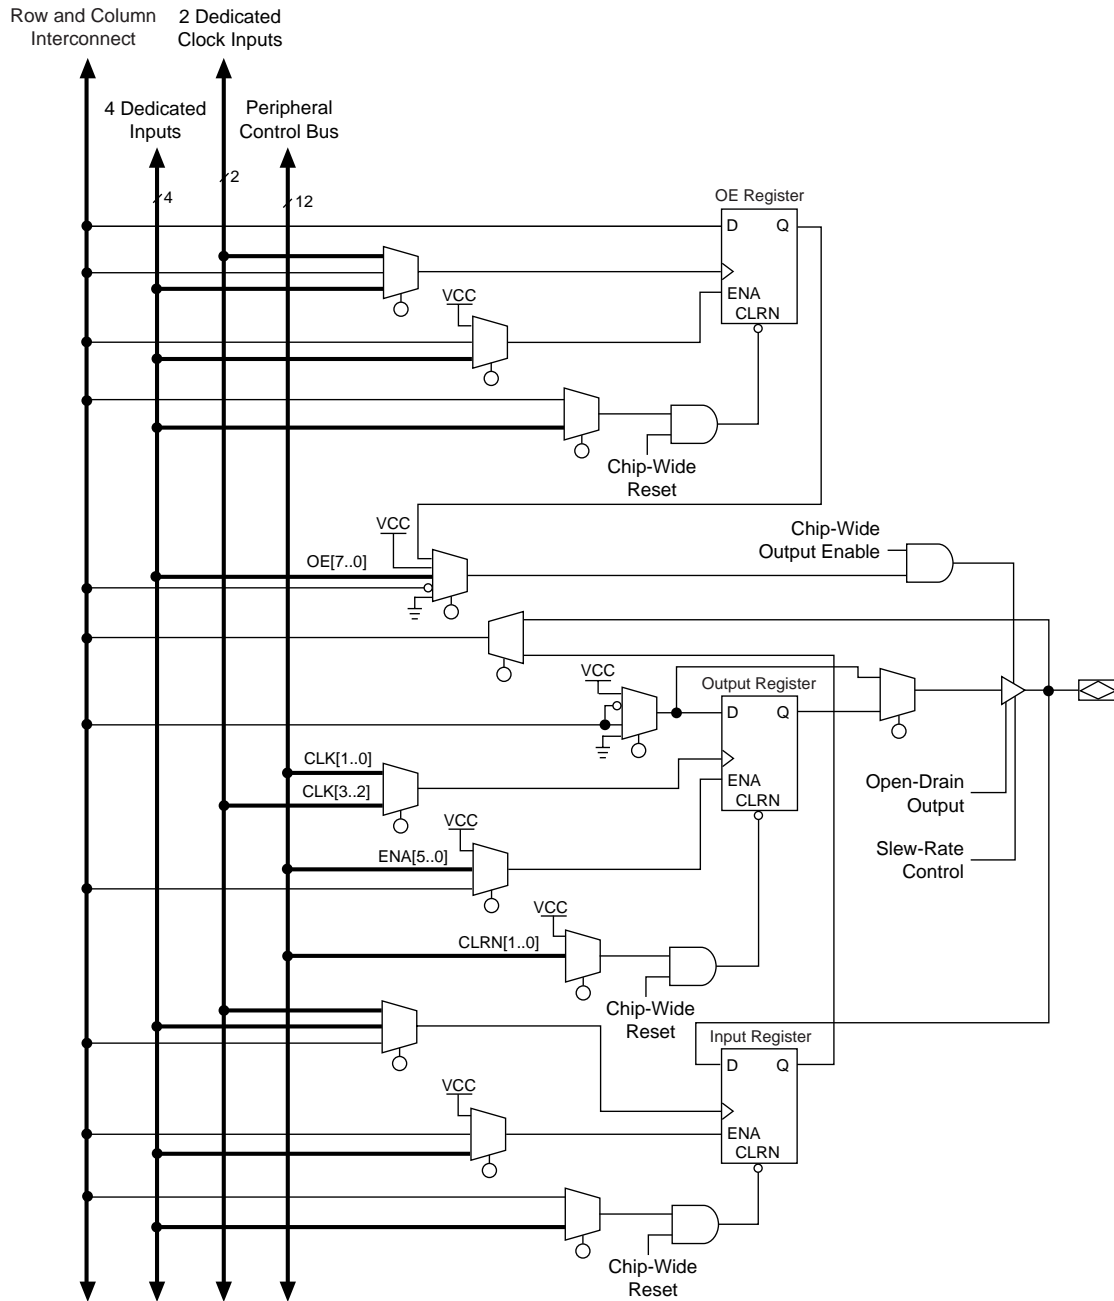 Row and Column
Interconnect
2 Dedicated
Clock Inputs
4 Dedicated
Inputs
Peripheral
Control Bus
2
4
12
OE Register
D
Q
ENA
CLRN
VCC
Chip-Wide
Reset
VCC
OE[7..0]
Chip-Wide
Output Enable
VCC
Output Register
D
Q
ENA
CLRN
CLK[1..0]
CLK[3..2]
Open-Drain
Output
VCC
ENA[5..0]
Slew-Rate
Control
VCC
CLRN[1..0]
Chip-Wide
Reset
Input Register
D
Q
ENA
CLRN
VCC
Chip-Wide
Reset